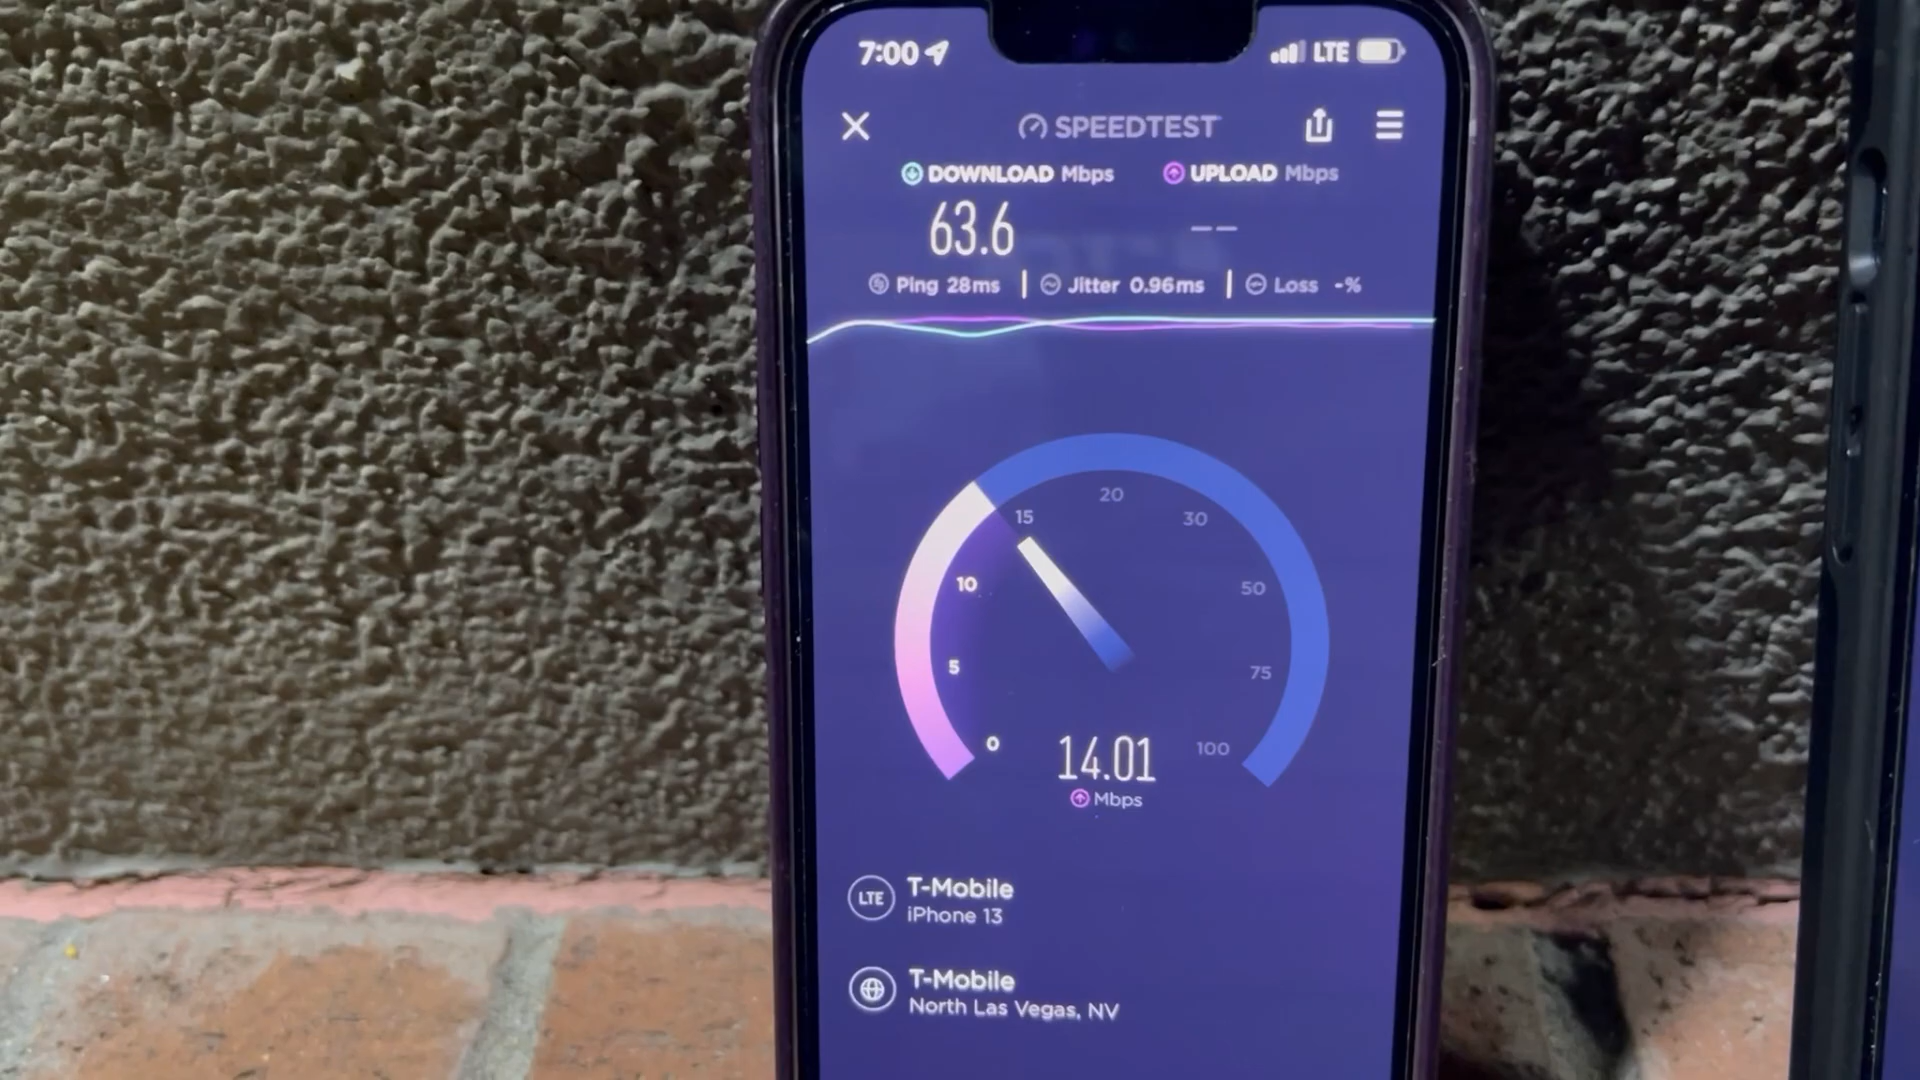 7:00 LTE
SPEEDTEST
DOWNLOAD Mbps UPLOAD Mbps
63.6 --
Ping 28ms Jitter 0.96ms Loss -%
20
15 30
10 50
5 75
0 100
14.01
Mbps
LTE T-Mobile
iPhone 13
T-Mobile
North Las Vegas, NV